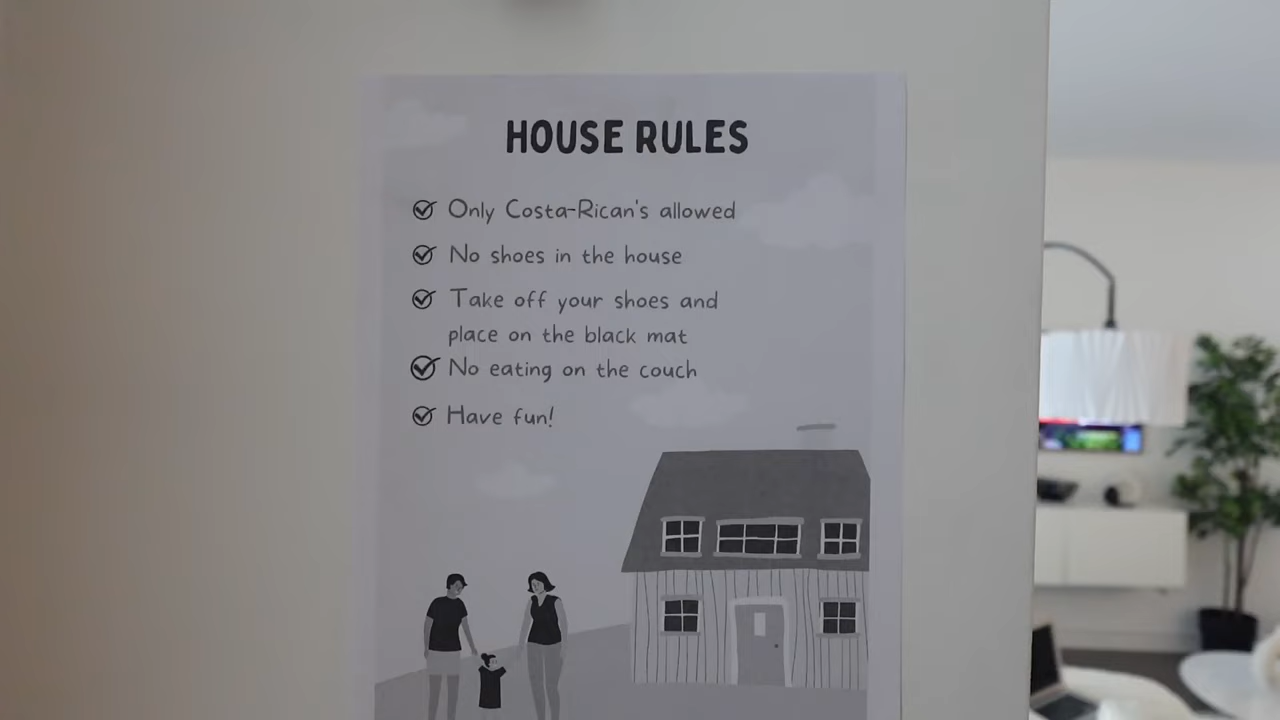 HOUSE RULES
Only Costa-Rican's allowed
No shoes in the house
Take off your shoes and
place on the black mat
No eating on the couch
Have fun!